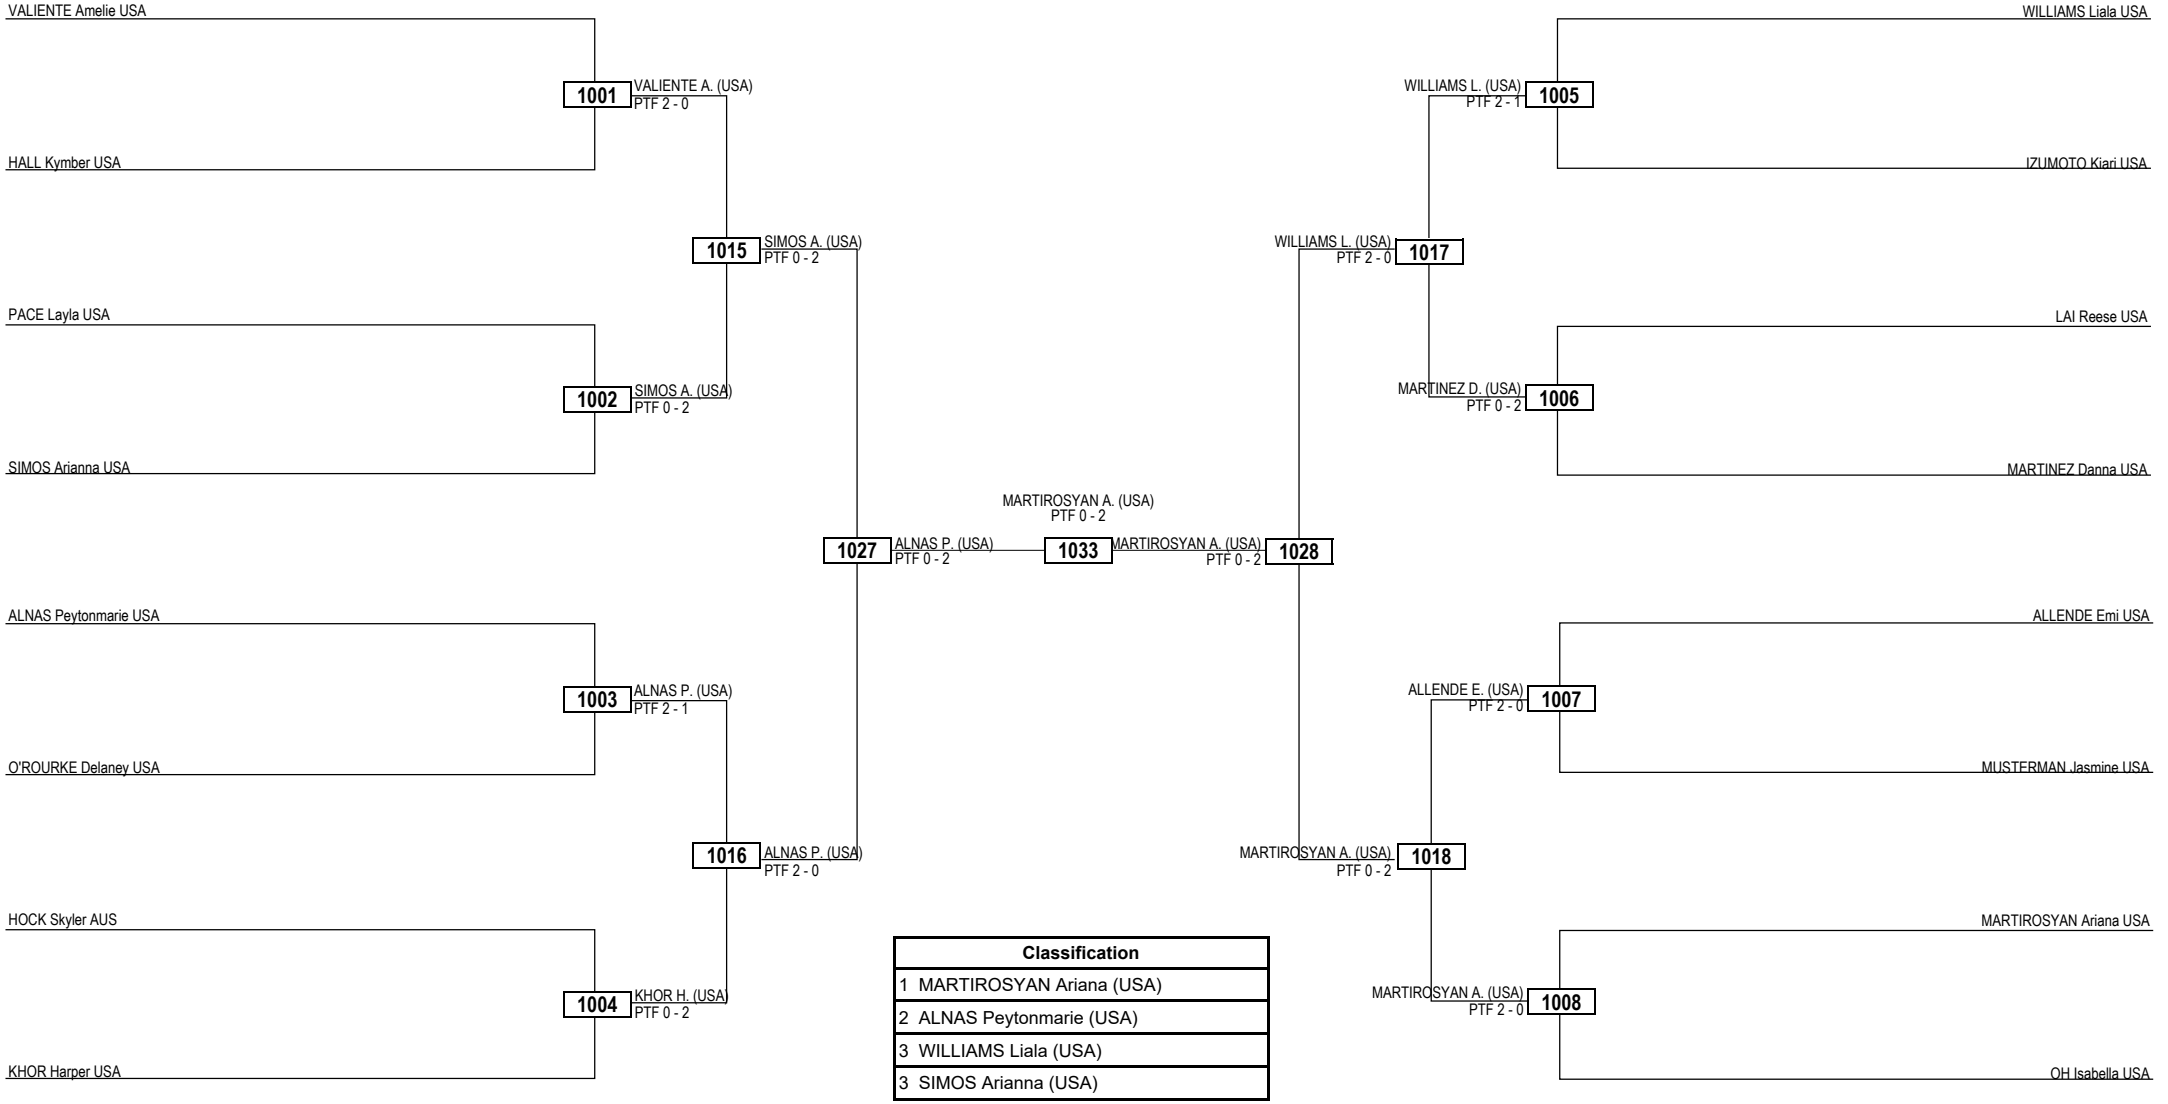 VALIENTE Amelie USA
1001
VALIENTE A. (USA)
PTF 2 - 0
HALL Kymber USA
1015
SIMOS A. (USA)
PTF 0 - 2
PACE Layla USA
1002
SIMOS A. (USA)
PTF 0 - 2
SIMOS Arianna USA
1027
ALNAS P. (USA)
PTF 0 - 2
ALNAS Peytonmarie USA
1003
ALNAS P. (USA)
PTF 2 - 1
O'ROURKE Delaney USA
1016
ALNAS P. (USA)
PTF 2 - 0
HOCK Skyler AUS
1004
KHOR H. (USA)
PTF 0 - 2
KHOR Harper USA
MARTIROSYAN A. (USA)
PTF 0 - 2
1033
WILLIAMS Liala USA
WILLIAMS L. (USA)
PTF 2 - 1
1005
IZUMOTO Kiari USA
WILLIAMS L. (USA)
PTF 2 - 0
1017
LAI Reese USA
MARTINEZ D. (USA)
PTF 0 - 2
1006
MARTINEZ Danna USA
MARTIROSYAN A. (USA)
PTF 0 - 2
1028
ALLENDE Emi USA
ALLENDE E. (USA)
PTF 2 - 0
1007
MUSTERMAN Jasmine USA
MARTIROSYAN A. (USA)
PTF 0 - 2
1018
MARTIROSYAN Ariana USA
MARTIROSYAN A. (USA)
PTF 2 - 0
1008
OH Isabella USA
Classification
1 MARTIROSYAN Ariana (USA)
2 ALNAS Peytonmarie (USA)
3 WILLIAMS Liala (USA)
3 SIMOS Arianna (USA)